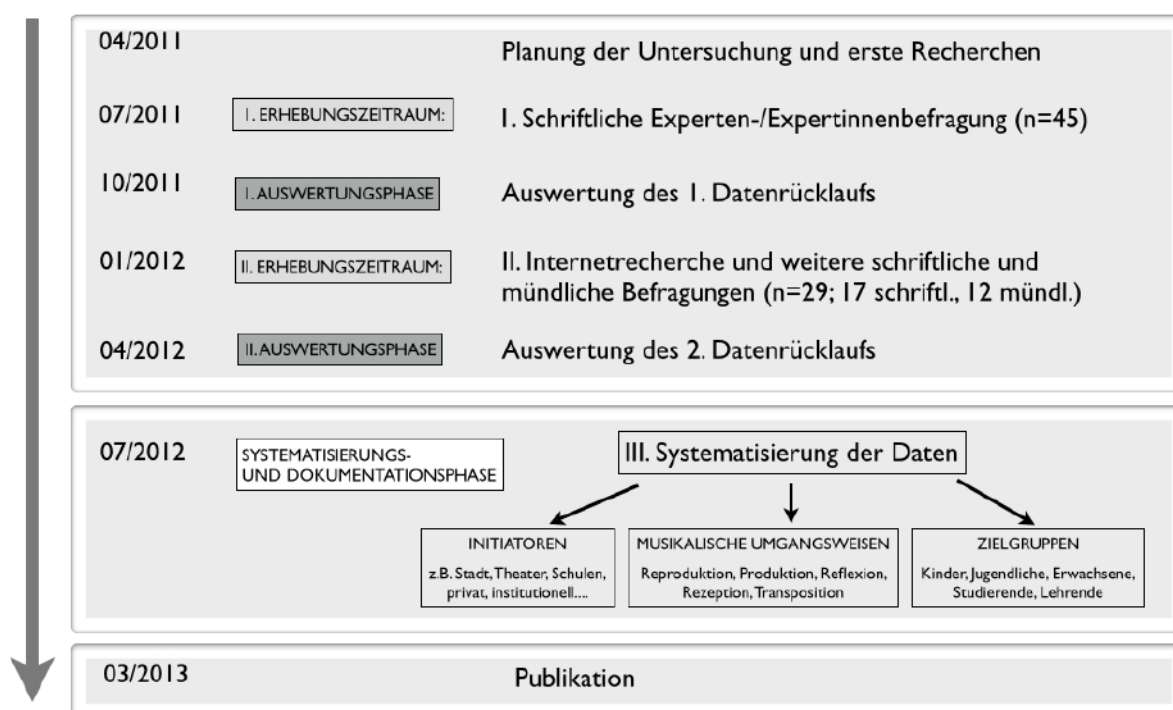 04/2011
Planung der Untersuchung und erste Recherchen
07/2011
I. ERHEBUNGSZEITRAUM:
I. Schriftliche Experten-/Expertinnenbefragung (n=45)
10/2011
I. AUSWERTUNGSPHASE
Auswertung des 1. Datenrücklaufs
01/2012
II. ERHEBUNGSZEITRAUM:
II. Internetrecherche und weitere schriftliche und
mündliche Befragungen (n=29; 17 schriftl., 12 mündl.)
04/2012
II. AUSWERTUNGSPHASE
Auswertung des 2. Datenrücklaufs
07/2012
SYSTEMATISIERUNGS-
UND DOKUMENTATIONSPHASE
III. Systematisierung der Daten
INITIATOREN
z.B. Stadt, Theater, Schulen,
privat, institutionell....
MUSIKALISCHE UMGANGSWEISEN
Reproduktion, Produktion, Reflexion,
Rezeption, Transposition
ZIELGRUPPEN
Kinder, Jugendliche, Erwachsene,
Studierende, Lehrende
03/2013
Publikation